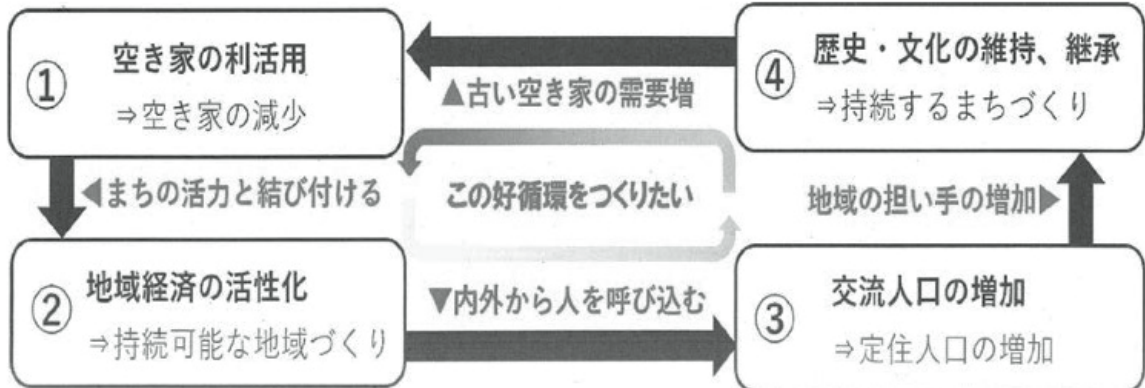 ① 空き家の利活用
⇒空き家の減少
◀まちの活力と結び付ける
② 地域経済の活性化
⇒持続可能な地域づくり
▼内外から人を呼び込む
③ 交流人口の増加
⇒定住人口の増加
地域の担い手の増加▶
④ 歴史・文化の維持、継承
⇒持続するまちづくり
▲古い空き家の需要増
この好循環をつくりたい